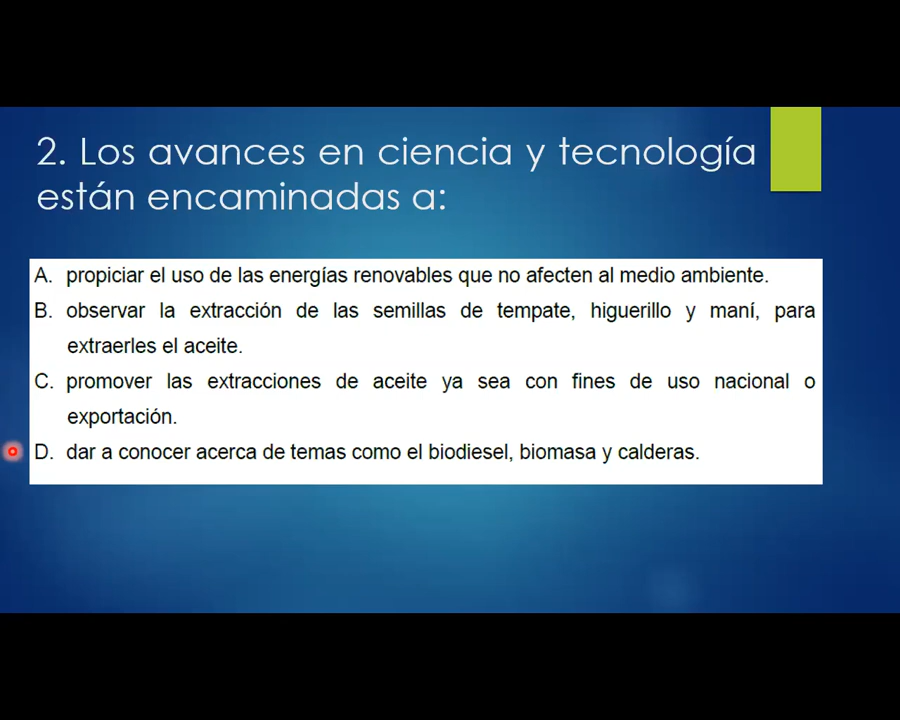 2. Los avances en ciencia y tecnología
están encaminadas a:
A. propiciar el uso de las energías renovables que no afecten al medio ambiente.
B. observar la extracción de las semillas de tempate, higuerillo y maní, para
extraerles el aceite.
C. promover las extracciones de aceite ya sea con fines de uso nacional o
exportación.
D. dar a conocer acerca de temas como el biodiesel, biomasa y calderas.